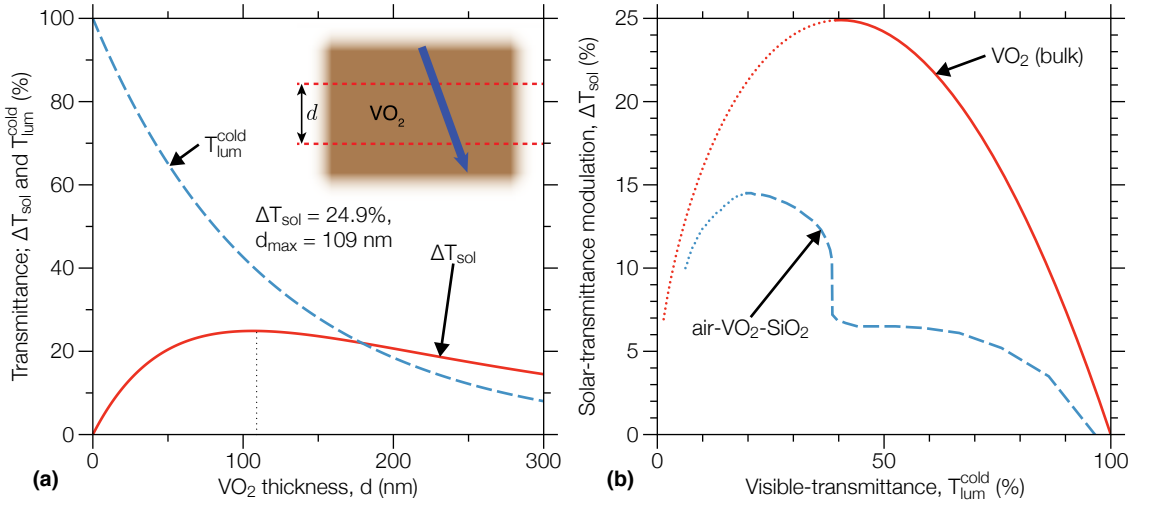 100
80
60
40
20
0
Transmittance; ΔT_sol and T_lum^cold (%)
d
VO₂
T_lum^cold
ΔT_sol = 24.9%,
d_max = 109 nm
ΔT_sol
0 100 200 300
(a) VO₂ thickness, d (nm)
25
20
15
10
5
0
Solar-transmittance modulation, ΔT_sol (%)
VO₂ (bulk)
air-VO₂-SiO₂
0 50 100
(b) Visible-transmittance, T_lum^cold (%)